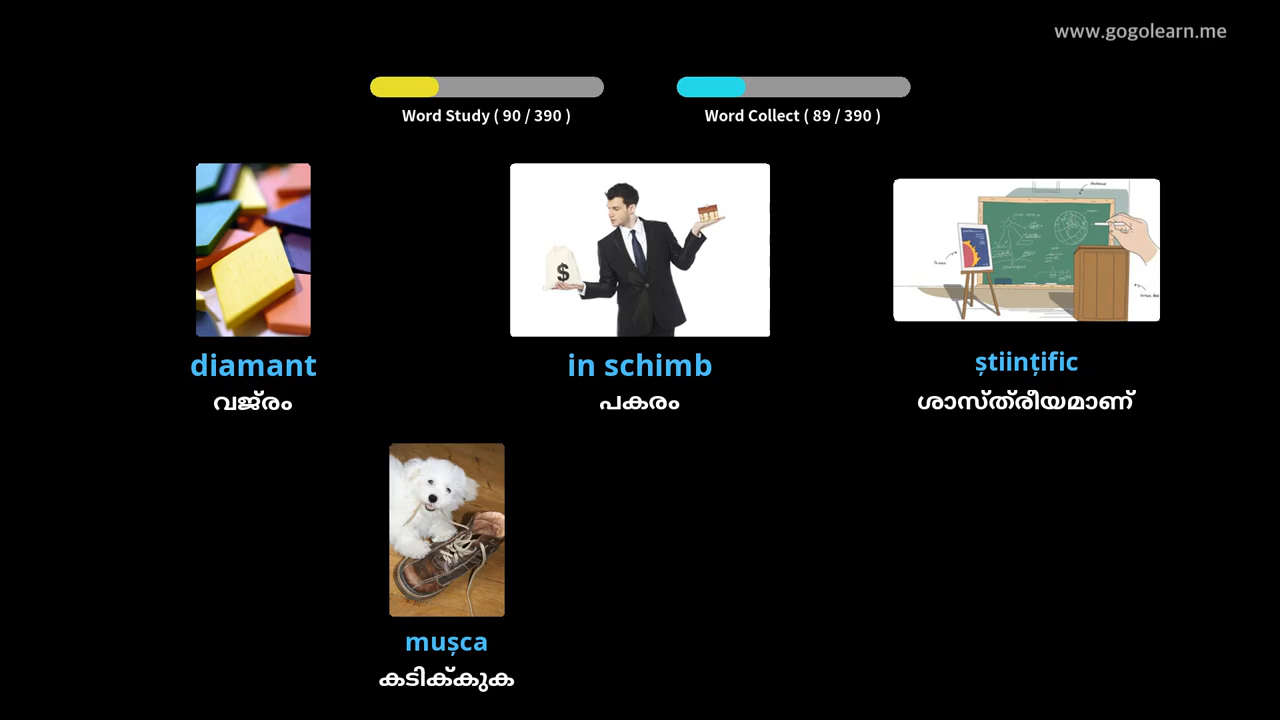 www.gogolearn.me
Word Study ( 90 / 390 )
Word Collect ( 89 / 390 )
diamant
വജ്രം
in schimb
പകരം
științific
ശാസ്ത്രീയമാണ്
mușca
കടിക്കുക